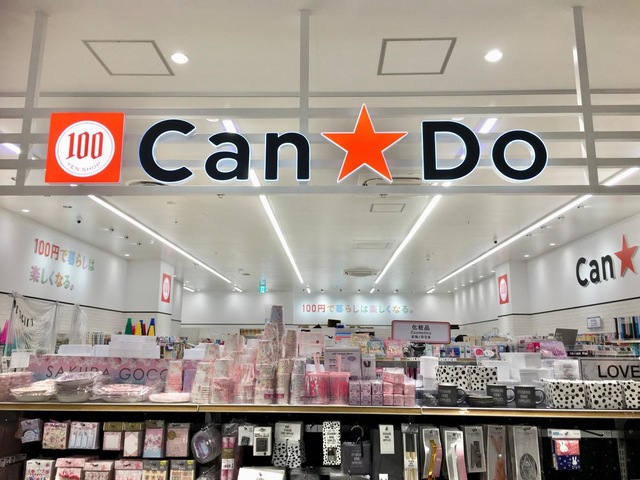 100
YEN SHOP
Can★Do
100円で暮らしは
楽しくなる。
100円で暮らしは楽しくなる。
Can★
化粧品
Cosmetics
SAKURA GOCO
LOVE